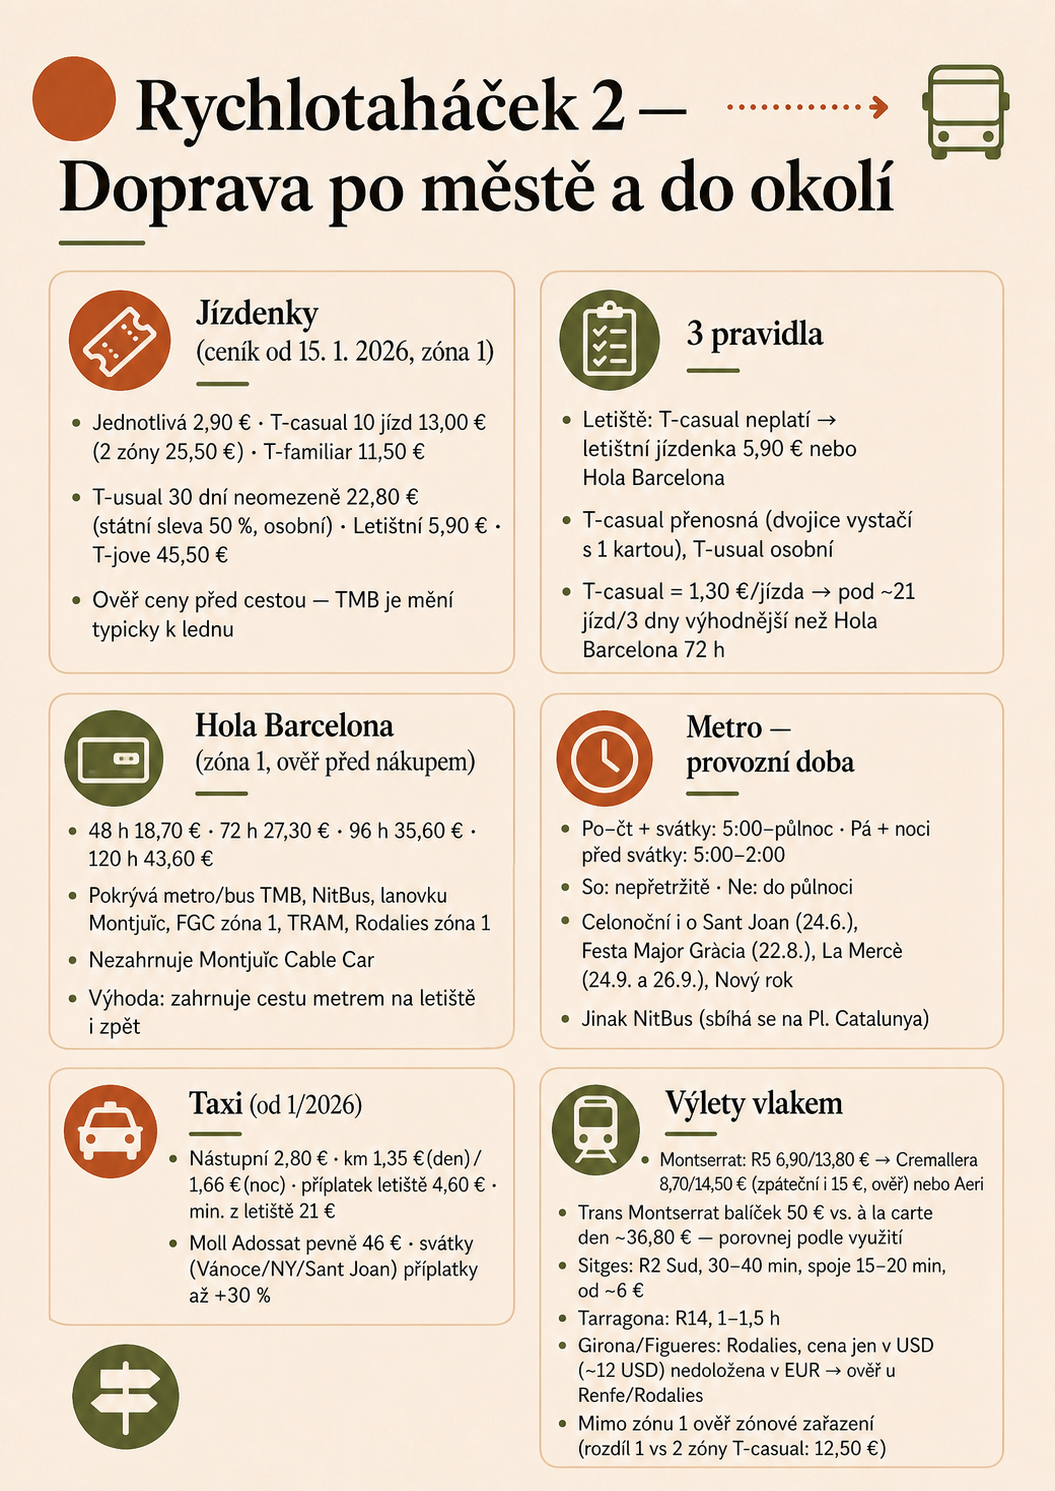 Rychlotaháček 2 —
Doprava po městě a do okolí
Jízdenky
(ceník od 15. 1. 2026, zóna 1)
• Jednotlivá 2,90 € · T-casual 10 jízd 13,00 €
(2 zóny 25,50 €) · T-familiar 11,50 €
• T-usual 30 dní neomezeně 22,80 €
(státní sleva 50 %, osobní) · Letištní 5,90 € ·
T-jove 45,50 €
• Ověř ceny před cestou — TMB je mění
typicky k lednu
3 pravidla
• Letiště: T-casual neplatí →
letištní jízdenka 5,90 € nebo
Hola Barcelona
• T-casual přenosná (dvojice vystačí
s 1 kartou), T-usual osobní
• T-casual = 1,30 €/jízda → pod ~21
jízd/3 dny výhodnější než Hola
Barcelona 72 h
Hola Barcelona
(zóna 1, ověř před nákupem)
• 48 h 18,70 € · 72 h 27,30 € · 96 h 35,60 € ·
120 h 43,60 €
• Pokrývá metro/bus TMB, NitBus, lanovku
Montjuïc, FGC zóna 1, TRAM, Rodalies zóna 1
• Nezahrnuje Montjuïc Cable Car
• Výhoda: zahrnuje cestu metrem na letiště
i zpět
Metro —
provozní doba
• Po–čt + svátky: 5:00–půlnoc · Pá + noci
před svátky: 5:00–2:00
• So: nepřetržitě · Ne: do půlnoci
• Celonoční i o Sant Joan (24.6.),
Festa Major Gràcia (22.8.), La Mercè
(24.9. a 26.9.), Nový rok
• Jinak NitBus (sbíhá se na Pl. Catalunya)
Taxi (od 1/2026)
• Nástupní 2,80 € · km 1,35 € (den) /
1,66 € (noc) · příplatek letiště 4,60 € ·
min. z letiště 21 €
• Moll Adossat pevně 46 € · svátky
(Vánoce/NY/Sant Joan) příplatky
až +30 %
Výlety vlakem
• Montserrat: R5 6,90/13,80 € → Cremallera
8,70/14,50 € (zpáteční i 15 €, ověř) nebo Aeri
• Trans Montserrat balíček 50 € vs. à la carte
den ~36,80 € — porovnej podle využití
• Sitges: R2 Sud, 30–40 min, spoje 15–20 min,
od ~6 €
• Tarragona: R14, 1–1,5 h
• Girona/Figueres: Rodalies, cena jen v USD
(~12 USD) nedoložena v EUR → ověř u
Renfe/Rodalies
• Mimo zónu 1 ověř zónové zařazení
(rozdíl 1 vs 2 zóny T-casual: 12,50 €)